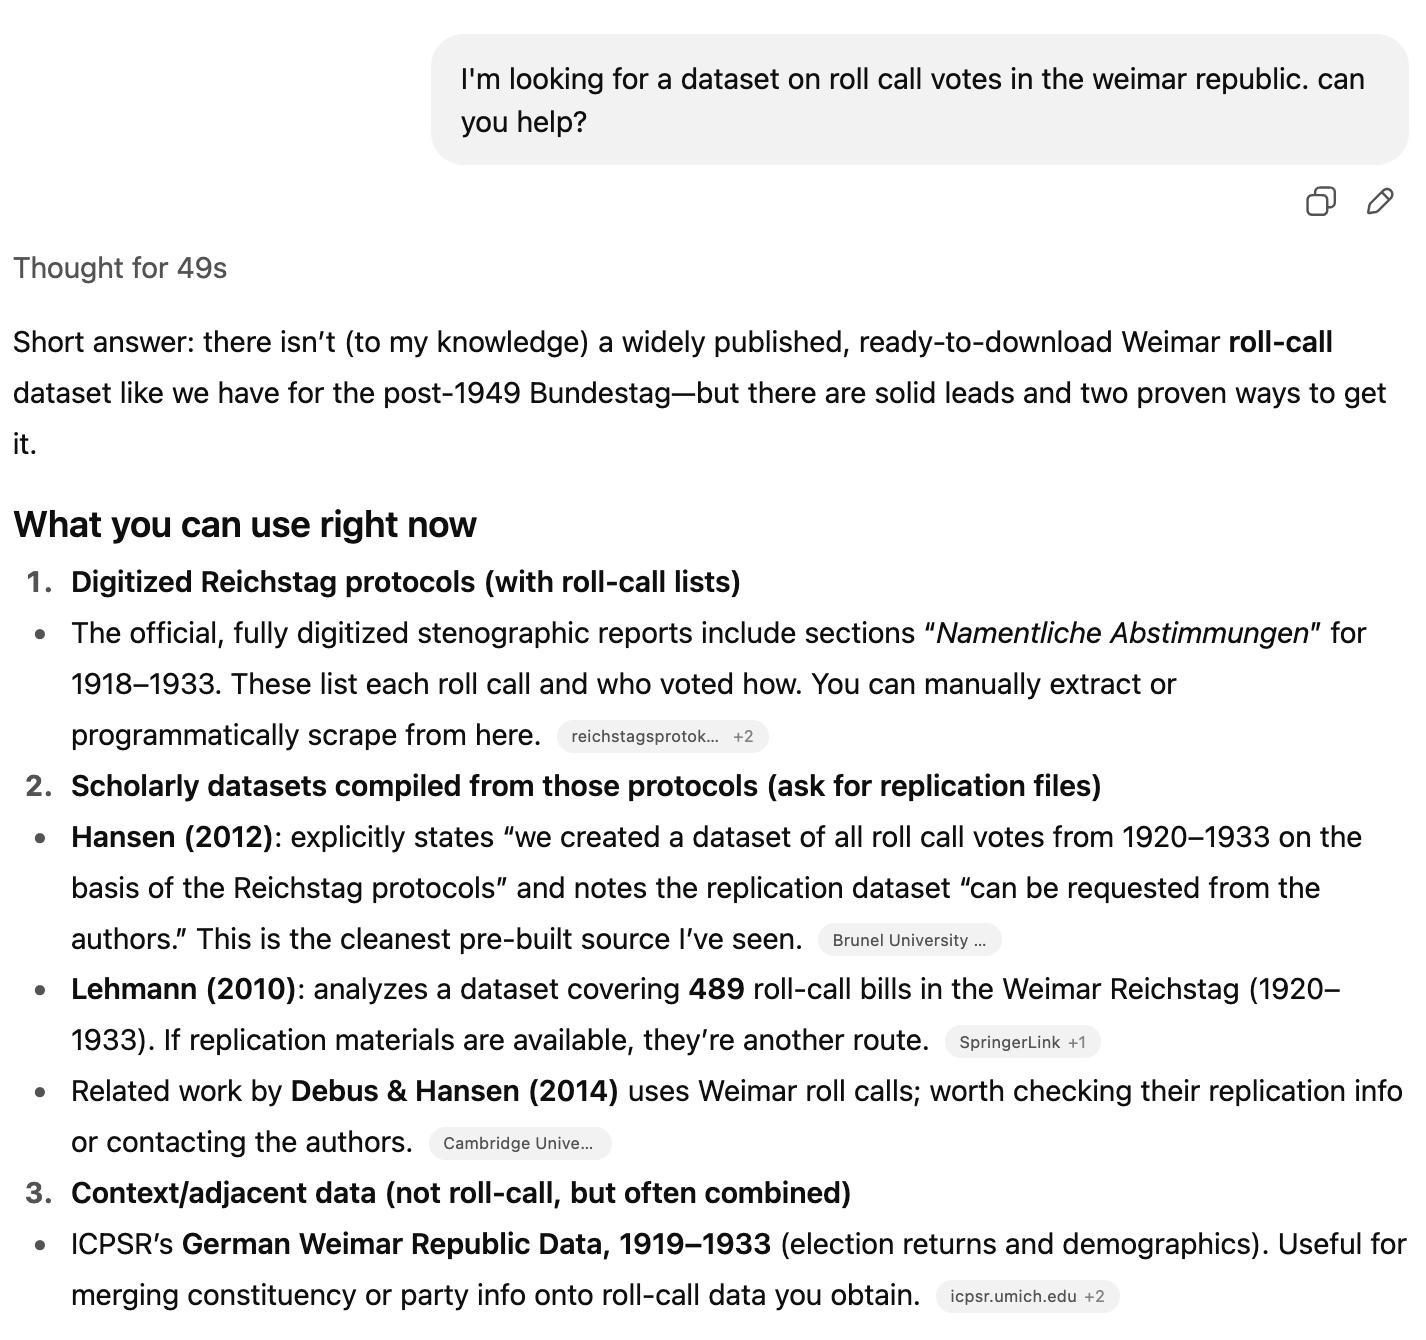 I'm looking for a dataset on roll call votes in the weimar republic. can
you help?
Thought for 49s
Short answer: there isn’t (to my knowledge) a widely published, ready-to-download Weimar roll-call
dataset like we have for the post-1949 Bundestag—but there are solid leads and two proven ways to get
it.
What you can use right now
1. Digitized Reichstag protocols (with roll-call lists)
• The official, fully digitized stenographic reports include sections “Namentliche Abstimmungen” for
1918–1933. These list each roll call and who voted how. You can manually extract or
programmatically scrape from here. reichstagsprotok... +2
2. Scholarly datasets compiled from those protocols (ask for replication files)
• Hansen (2012): explicitly states “we created a dataset of all roll call votes from 1920–1933 on the
basis of the Reichstag protocols” and notes the replication dataset “can be requested from the
authors.” This is the cleanest pre-built source I’ve seen. Brunel University ...
• Lehmann (2010): analyzes a dataset covering 489 roll-call bills in the Weimar Reichstag (1920–
1933). If replication materials are available, they’re another route. SpringerLink +1
• Related work by Debus & Hansen (2014) uses Weimar roll calls; worth checking their replication info
or contacting the authors. Cambridge Unive...
3. Context/adjacent data (not roll-call, but often combined)
• ICPSR’s German Weimar Republic Data, 1919–1933 (election returns and demographics). Useful for
merging constituency or party info onto roll-call data you obtain. icpsr.umich.edu +2